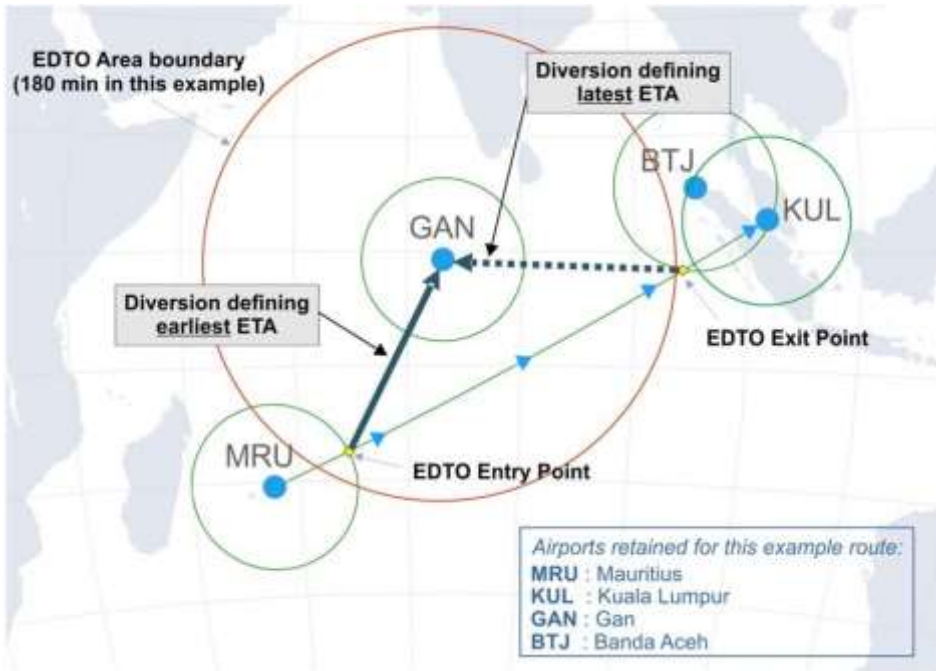 EDTO Area boundary
(180 min in this example)
Diversion defining
latest ETA
BTJ
KUL
GAN
Diversion defining
earliest ETA
EDTO Exit Point
MRU
EDTO Entry Point
Airports retained for this example route:
MRU : Mauritius
KUL : Kuala Lumpur
GAN : Gan
BTJ : Banda Aceh